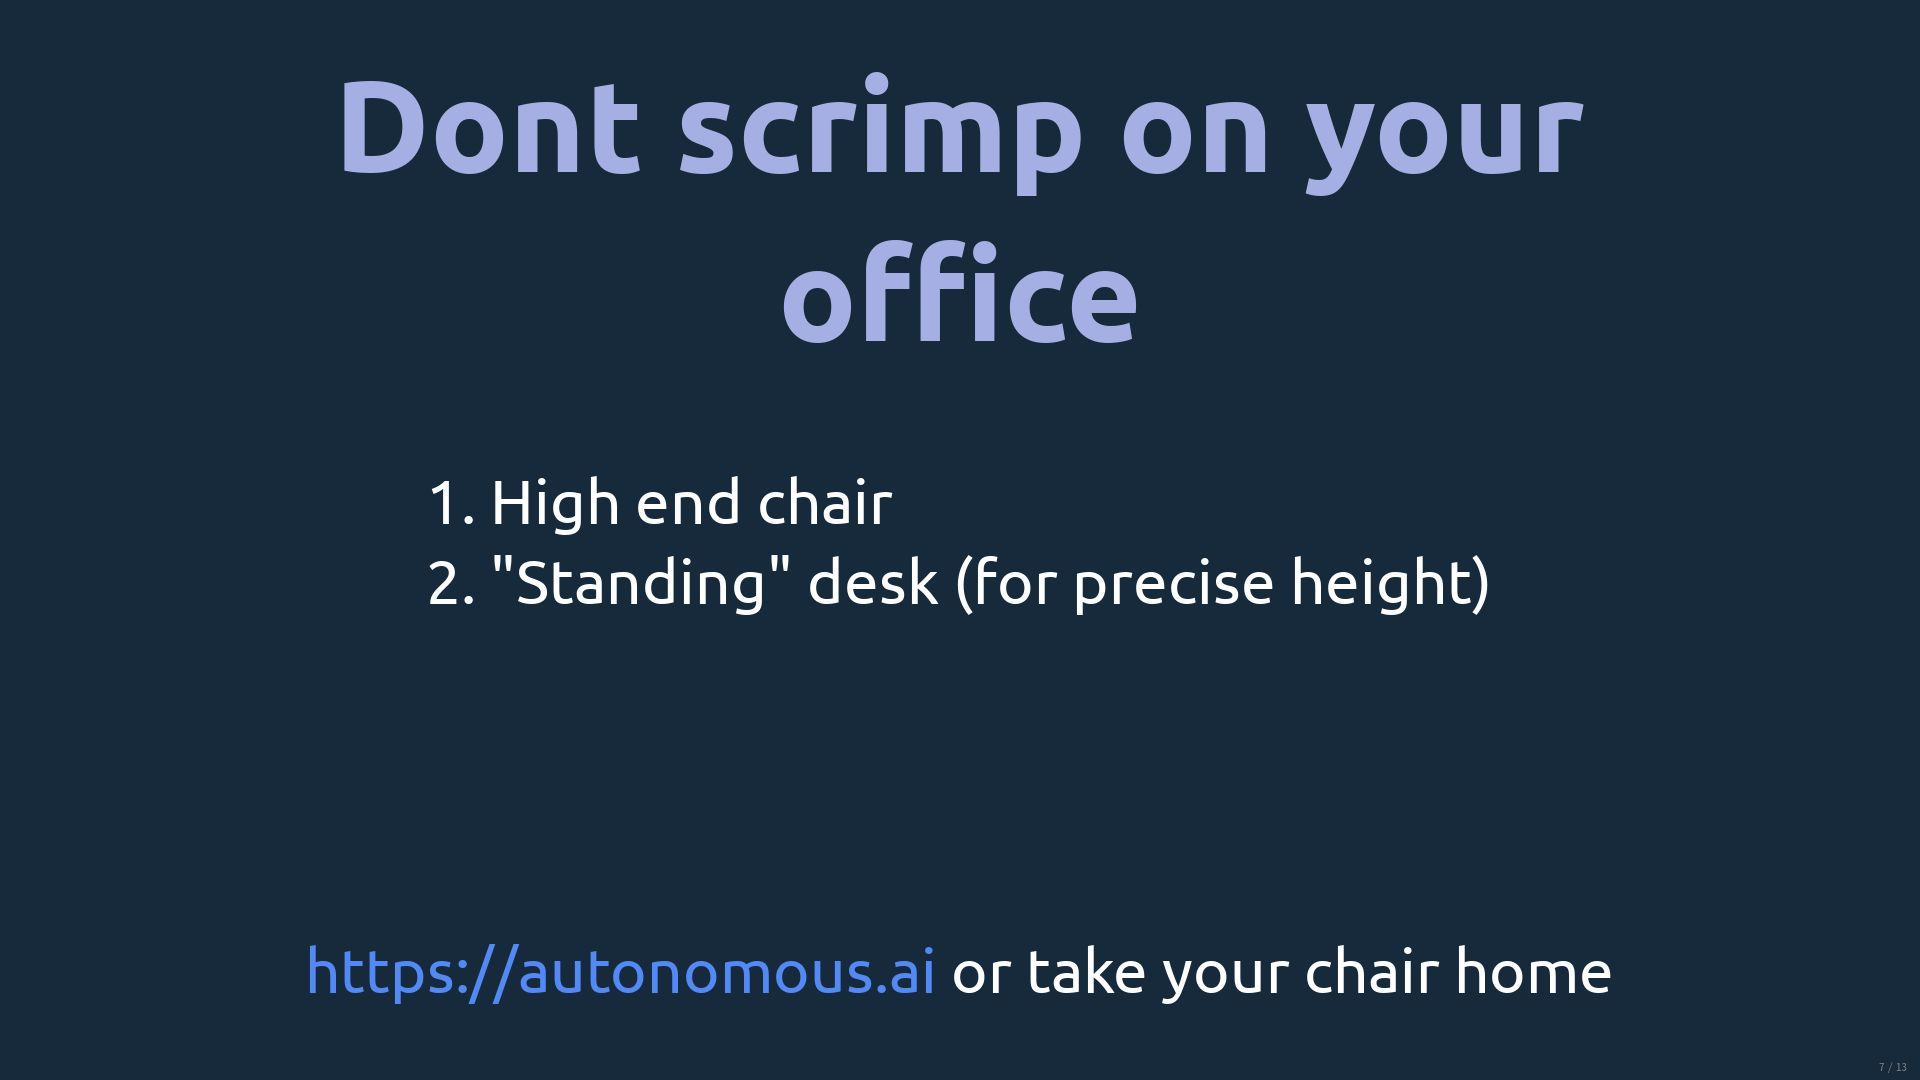 Dont scrimp on your
office
1. High end chair
2. "Standing" desk (for precise height)
https://autonomous.ai or take your chair home
7 / 13